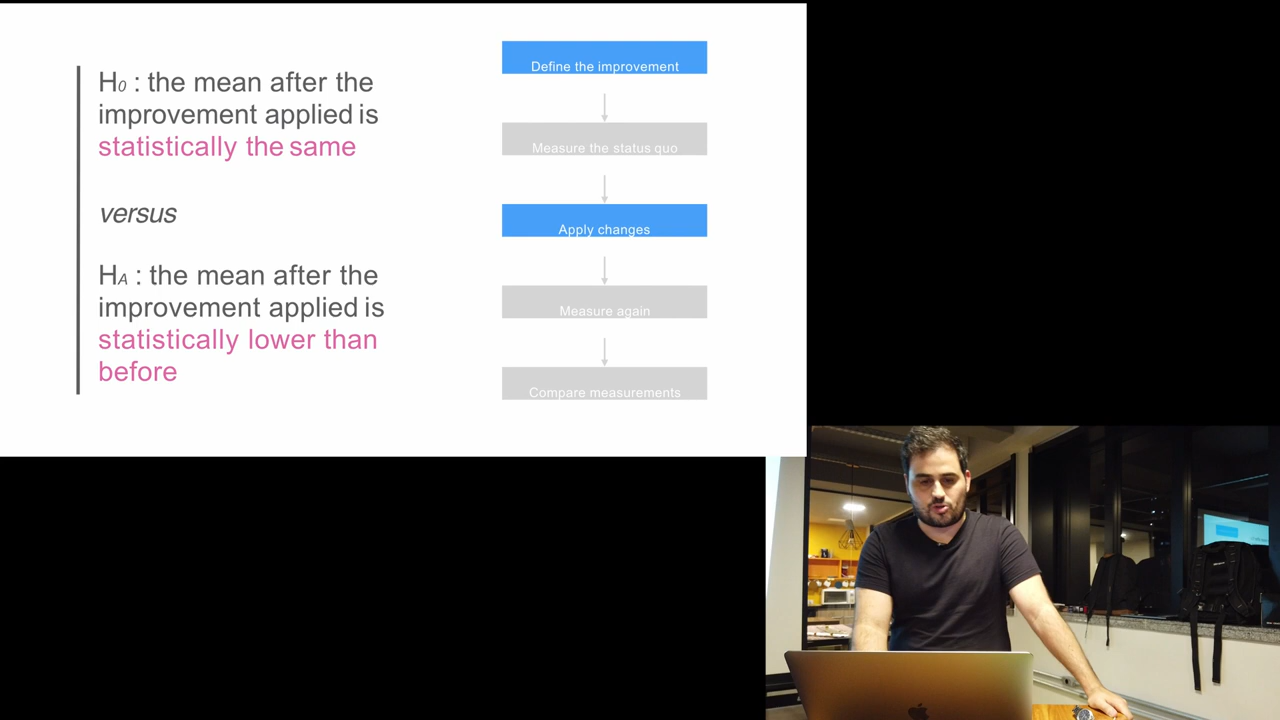 H0 : the mean after the
improvement applied is
statistically the same
versus
HA : the mean after the
improvement applied is
statistically lower than
before
Define the improvement
Measure the status quo
Apply changes
Measure again
Compare measurements